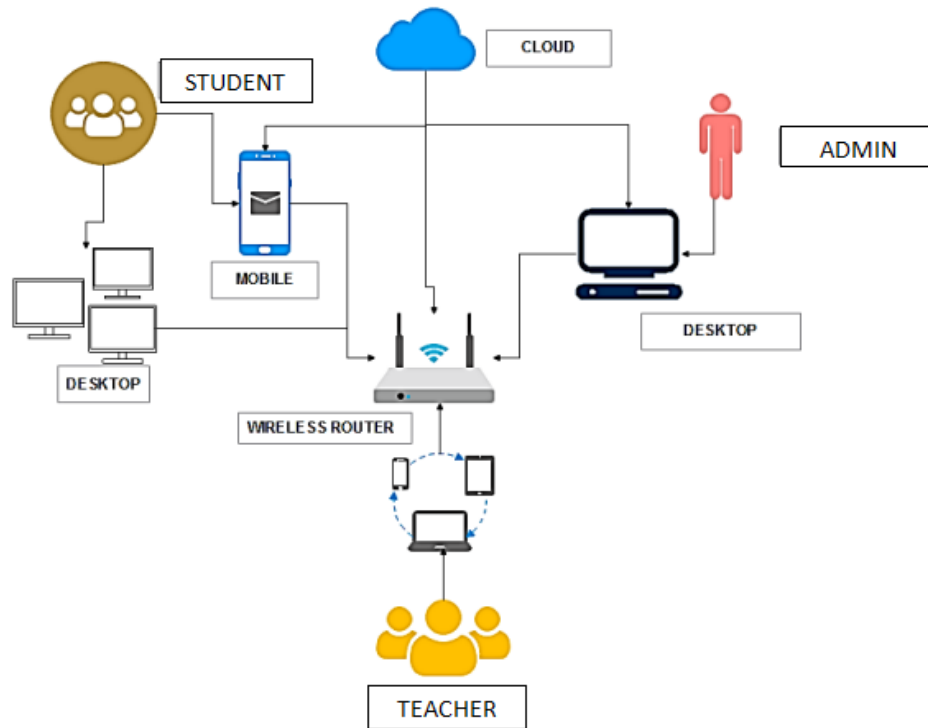 CLOUD
STUDENT
ADMIN
MOBILE
DESKTOP
DESKTOP
WIRELESS ROUTER
TEACHER